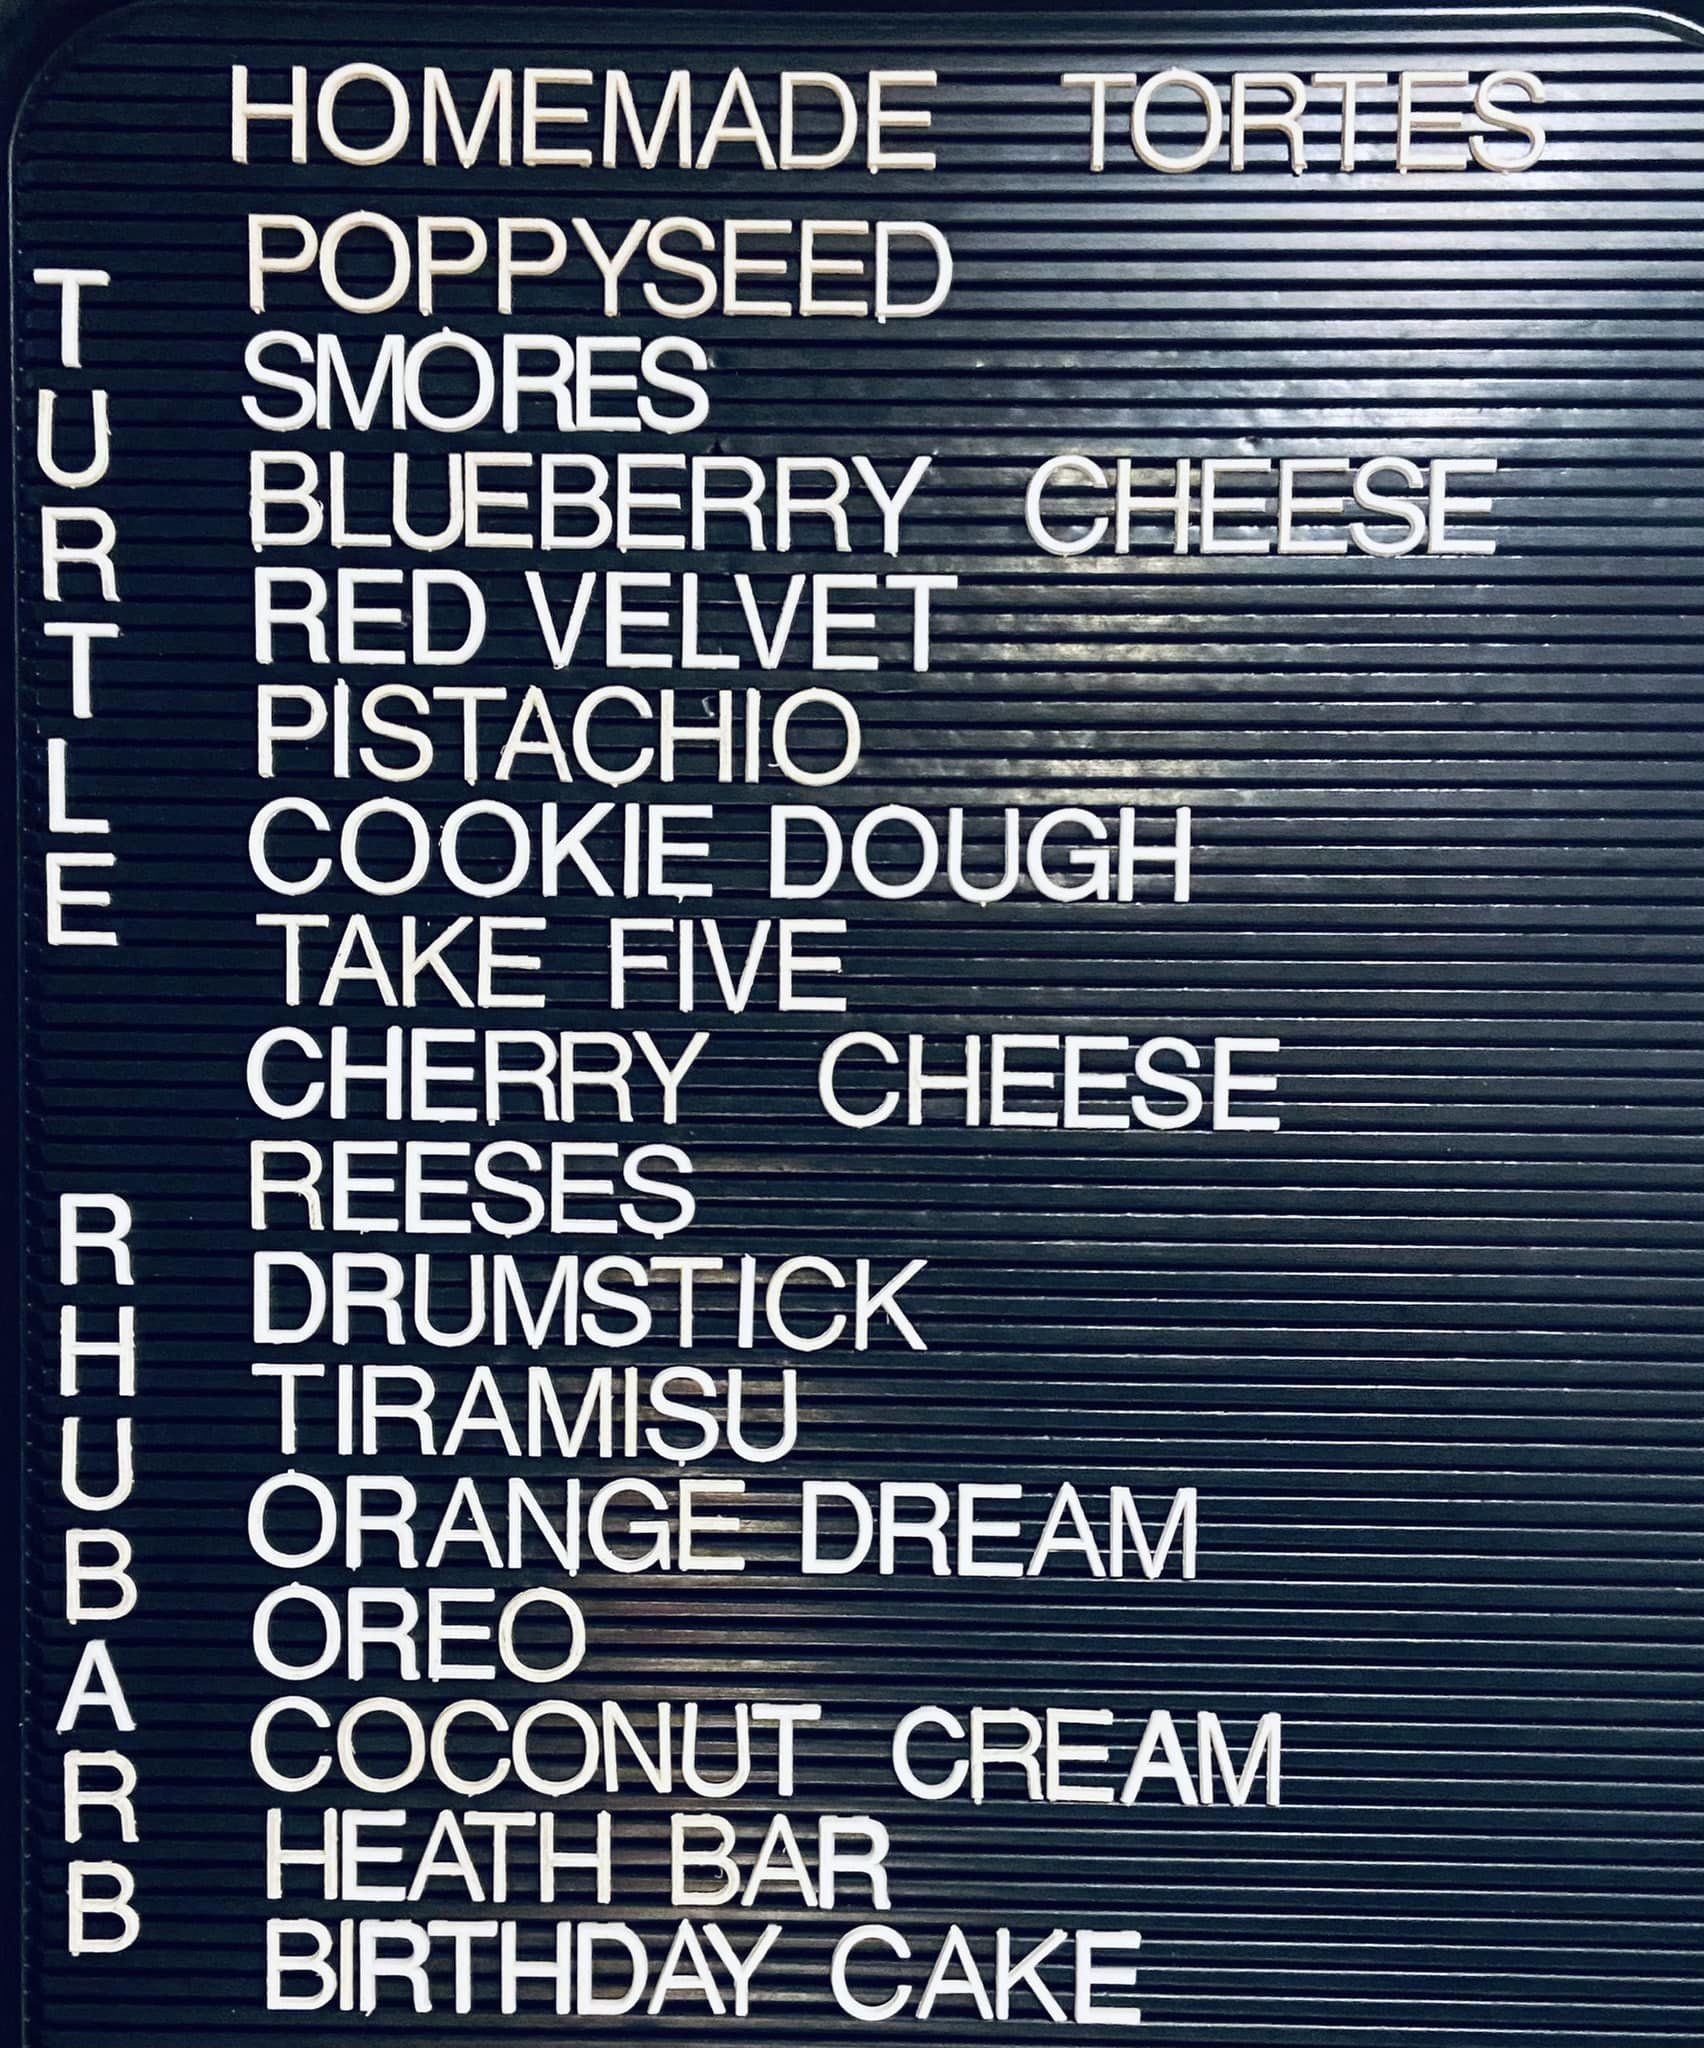 HOMEMADE TORTES
POPPYSEED
SMORES
BLUEBERRY CHEESE
RED VELVET
PISTACHIO
COOKIE DOUGH
TAKE FIVE
CHERRY CHEESE
REESES
DRUMSTICK
TIRAMISU
ORANGE DREAM
OREO
COCONUT CREAM
HEATH BAR
BIRTHDAY CAKE
TURTLE
RHUBARB